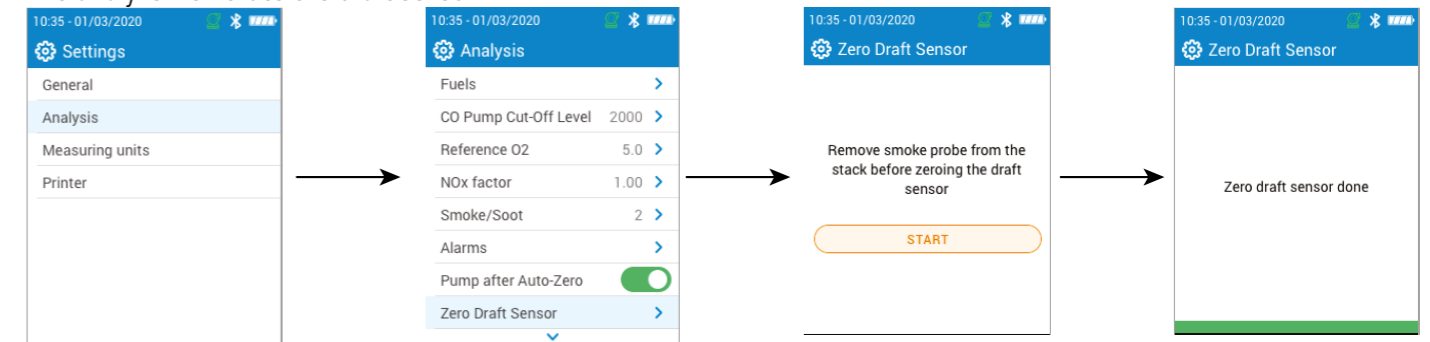 10:35 - 01/03/2020
Settings
General
Analysis
Measuring units
Printer
10:35 - 01/03/2020
Analysis
Fuels
CO Pump Cut-Off Level 2000
Reference O2 5.0
NOx factor 1.00
Smoke/Soot 2
Alarms
Pump after Auto-Zero
Zero Draft Sensor
10:35 - 01/03/2020
Zero Draft Sensor
Remove smoke probe from the
stack before zeroing the draft
sensor
START
10:35 - 01/03/2020
Zero Draft Sensor
Zero draft sensor done